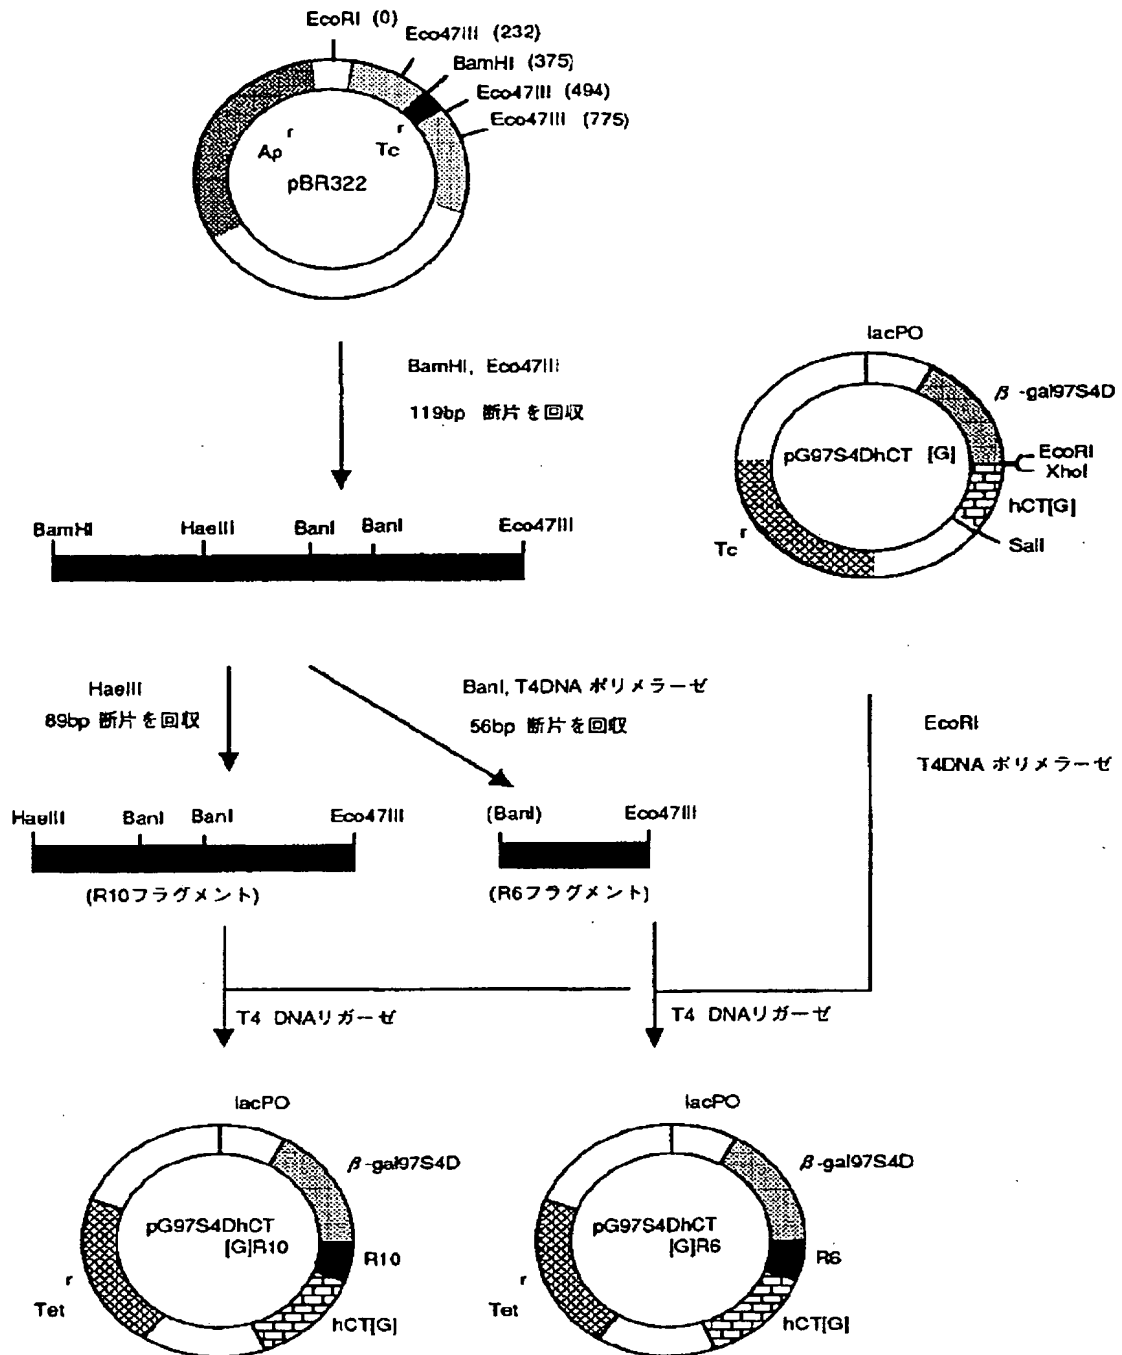 EcoRI (0)
Eco47III (232)
BamHI (375)
Eco47III (494)
Eco47III (775)
Ap r
Tc r
pBR322
BamHI, Eco47III
119bp 断片を回収
lacPO
β-gal97S4D
pG97S4DhCT [G]
EcoRI
XhoI
hCT[G]
SalI
Tc r
BamHI HaeIII BanI BanI Eco47III
HaeIII
89bp 断片を回収
BanI, T4DNA ポリメラーゼ
56bp 断片を回収
EcoRI
T4DNA ポリメラーゼ
HaeIII BanI BanI Eco47III
(R10フラグメント)
(BanI) Eco47III
(R6フラグメント)
T4 DNAリガーゼ
T4 DNAリガーゼ
lacPO
β-gal97S4D
pG97S4DhCT
[G]R10
R10
r
Tet
hCT[G]
lacPO
β-gal97S4D
pG97S4DhCT
[G]R6
R6
r
Tet
hCT[G]